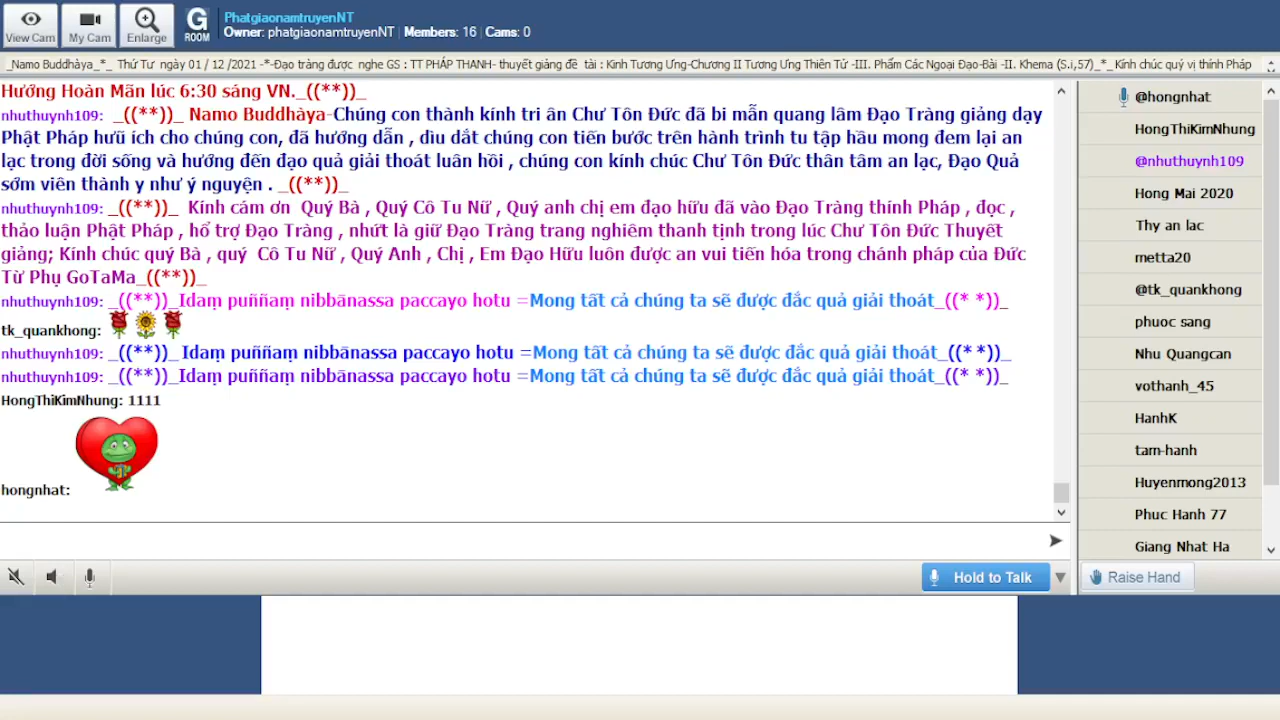 PhatgiaonamtruyenNT
Owner: phatgiaonamtruyenNT | Members: 16 | Cams: 0
View Cam
My Cam
Enlarge
G
ROOM
_Namo Buddhàya_*_ Thứ Tư ngày 01 / 12 /2021 -*-Đạo tràng được nghe GS : TT PHÁP THANH- thuyết giảng đề tài : Kinh Tương Ưng-Chương II Tương Ưng Thiên Tử -III. Phẩm Các Ngoại Đạo-Bài -II. Khema (S.i,57)_*_Kính chúc quý vị thính Pháp
Hướng Hoàn Mãn lúc 6:30 sáng VN._((**))_
nhuthuynh109: _((**))_ Namo Buddhàya-Chúng con thành kính tri ân Chư Tôn Đức đã bi mẫn quang lâm Đạo Tràng giảng dạy
Phật Pháp hữu ích cho chúng con, đã hướng dẫn , dìu dắt chúng con tiến bước trên hành trình tu tập hầu mong đem lại an
lạc trong đời sống và hướng đến đạo quả giải thoát luân hồi , chúng con kính chúc Chư Tôn Đức thân tâm an lạc, Đạo Quả
sớm viên thành y như ý nguyện . _((**))_
nhuthuynh109: _((**))_ Kính cám ơn Quý Bà , Quý Cô Tu Nữ , Quý anh chị em đạo hữu đã vào Đạo Tràng thính Pháp , đọc ,
thảo luận Phật Pháp , hổ trợ Đạo Tràng , nhứt là giữ Đạo Tràng trang nghiêm thanh tịnh trong lúc Chư Tôn Đức Thuyết
giảng; Kính chúc quý Bà , quý Cô Tu Nữ , Quý Anh , Chị , Em Đạo Hữu luôn được an vui tiến hóa trong chánh pháp của Đức
Từ Phụ GoTaMa_((**))_
nhuthuynh109: _((**))_Idaṃ puññaṃ nibbānassa paccayo hotu =Mong tất cả chúng ta sẽ được đắc quả giải thoát_((* *))_
tk_quankhong:
nhuthuynh109: _((**))_Idaṃ puññaṃ nibbānassa paccayo hotu =Mong tất cả chúng ta sẽ được đắc quả giải thoát_((* *))_
nhuthuynh109: _((**))_Idaṃ puññaṃ nibbānassa paccayo hotu =Mong tất cả chúng ta sẽ được đắc quả giải thoát_((* *))_
HongThiKimNhung: 1111
hongnhat:
@hongnhat
HongThiKimNhung
@nhuthuynh109
Hong Mai 2020
Thy an lac
metta20
@tk_quankhong
phuoc sang
Nhu Quangcan
vothanh_45
HanhK
tam-hanh
Huyenmong2013
Phuc Hanh 77
Giang Nhat Ha
Hold to Talk
Raise Hand